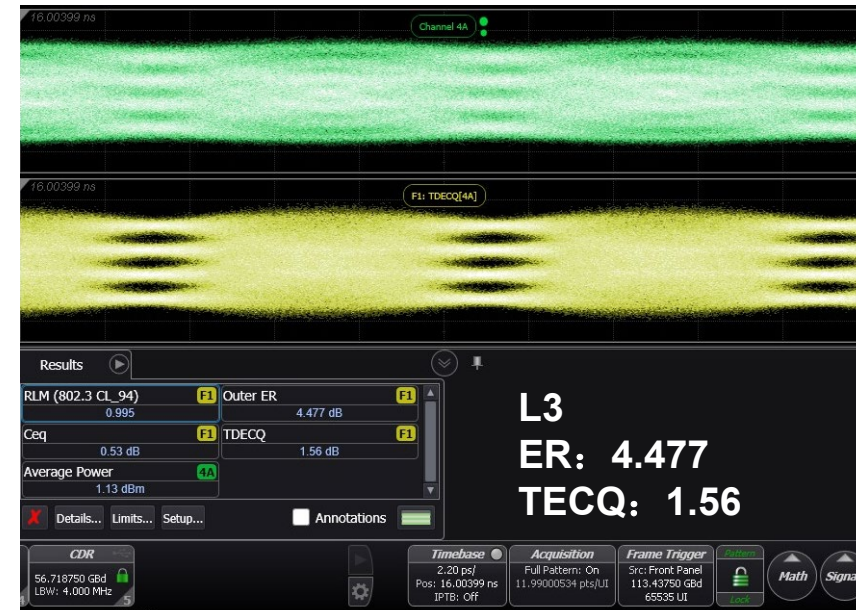 16.00399 ns
Channel 4A
16.00399 ns
F1: TDECQ[4A]
Results
RLM (802.3 CL_94) F1 Outer ER F1
0.995 4.477 dB
Ceq F1 TDECQ F1
0.53 dB 1.56 dB
Average Power 4A
1.13 dBm
X Details... Limits... Setup... Annotations
L3
ER：4.477
TECQ：1.56
CDR
56.718750 GBd
LBW: 4.000 MHz
5
Timebase
2.20 ps/
Pos: 16.00399 ns
IPTB: Off
Acquisition
Full Pattern: On
11.99000534 pts/UI
Frame Trigger
Src: Front Panel
113.43750 GBd
65535 UI
Pattern
Lock
Math
Signa